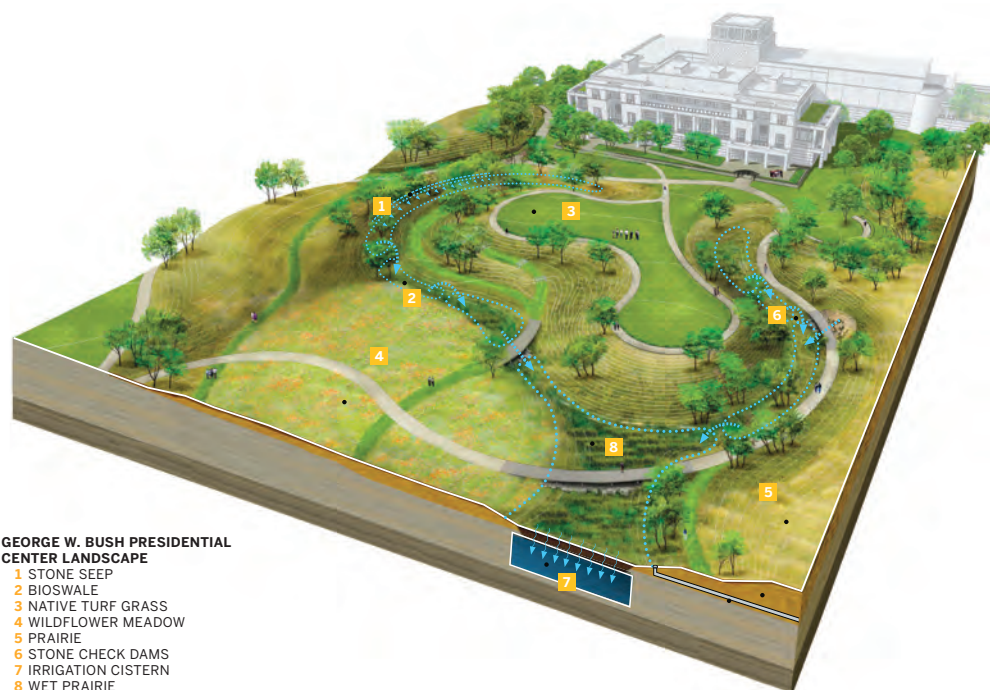 1
3
2
6
4
8
5
7
GEORGE W. BUSH PRESIDENTIAL
CENTER LANDSCAPE
1 STONE SEEP
2 BIOSWALE
3 NATIVE TURF GRASS
4 WILDFLOWER MEADOW
5 PRAIRIE
6 STONE CHECK DAMS
7 IRRIGATION CISTERN
8 WET PRAIRIE